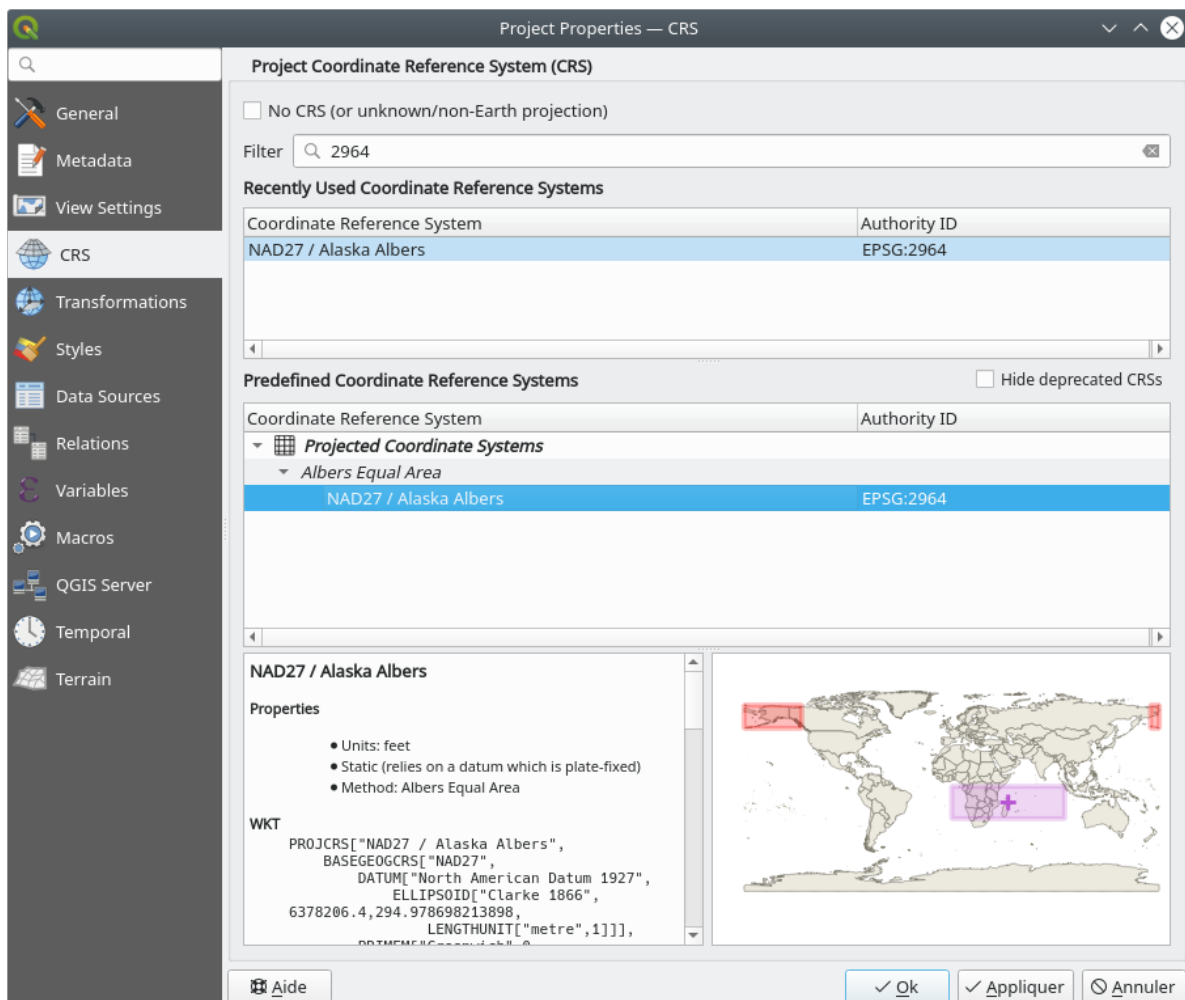 Project Properties — CRS
Project Coordinate Reference System (CRS)
General
Metadata
View Settings
CRS
Transformations
Styles
Data Sources
Relations
Variables
Macros
QGIS Server
Temporal
Terrain
No CRS (or unknown/non-Earth projection)
Filter 2964
Recently Used Coordinate Reference Systems
Coordinate Reference System Authority ID
NAD27 / Alaska Albers EPSG:2964
Predefined Coordinate Reference Systems Hide deprecated CRSs
Coordinate Reference System Authority ID
Projected Coordinate Systems
Albers Equal Area
NAD27 / Alaska Albers EPSG:2964
NAD27 / Alaska Albers
Properties
• Units: feet
• Static (relies on a datum which is plate-fixed)
• Method: Albers Equal Area
WKT
PROJCRS["NAD27 / Alaska Albers",
BASEGEOGCRS["NAD27",
DATUM["North American Datum 1927",
ELLIPSOID["Clarke 1866",
6378206.4,294.978698213898,
LENGTHUNIT["metre",1]]],
PRIMEM["Greenwich",0,
Aide
Ok
Appliquer
Annuler